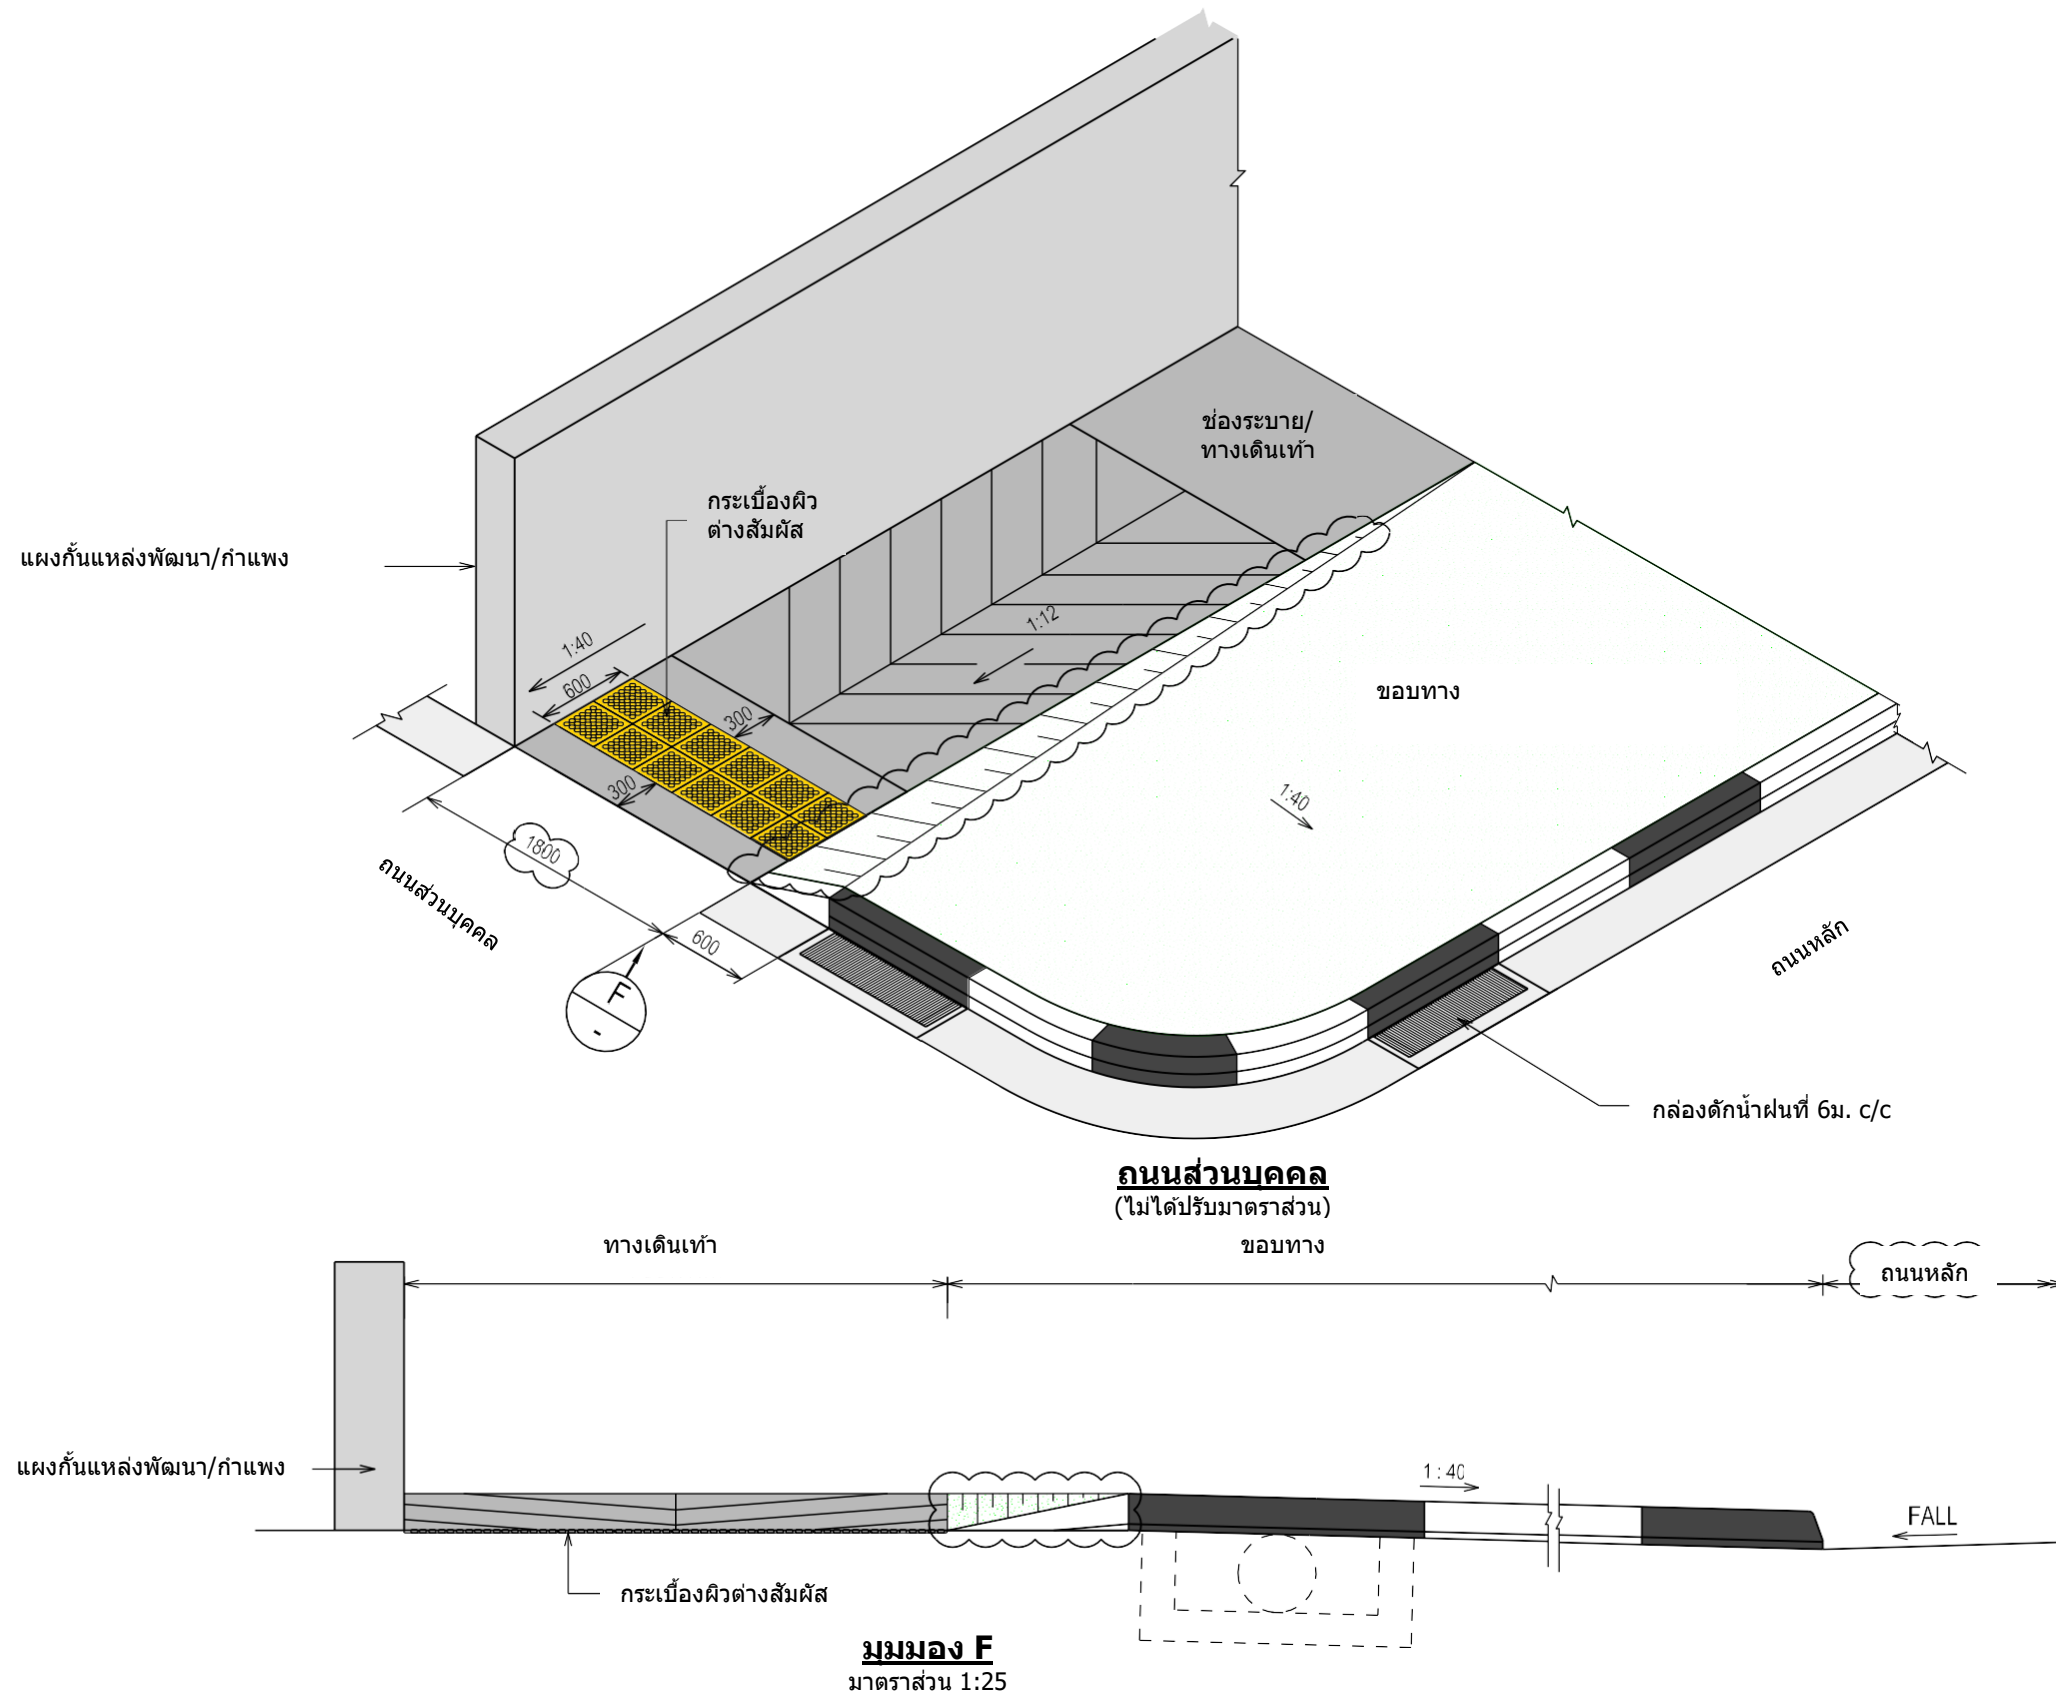 ช่องระบาย/
ทางเดินเท้า
กระเบื้องผิว
ต่างสัมผัส
แผงกั้นแหล่งพัฒนา/กำแพง
1:12
1:40
600
300
300
ขอบทาง
1:40
1800
600
ถนนส่วนบุคคล
F
-
ถนนหลัก
กล่องดักน้ำฝนที่ 6ม. c/c
ถนนส่วนบุคคล
(ไม่ได้ปรับมาตราส่วน)
ทางเดินเท้า
ขอบทาง
ถนนหลัก
แผงกั้นแหล่งพัฒนา/กำแพง
1 : 40
FALL
กระเบื้องผิวต่างสัมผัส
มุมมอง F
มาตราส่วน 1:25